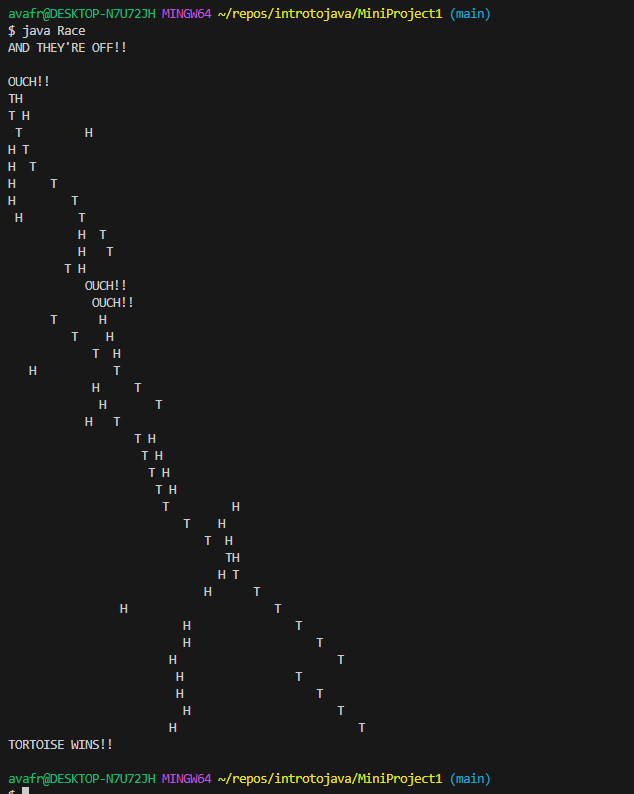 avafr@DESKTOP-N7U72JH MINGW64 ~/repos/introtojava/MiniProject1 (main)
$ java Race
AND THEY'RE OFF!!

OUCH!!
TH
T H
 T         H
H T
H  T
H     T
H        T
 H        T
          H  T
          H   T
        T H
           OUCH!!
            OUCH!!
      T      H
         T    H
            T  H
   H           T
            H     T
             H       T
           H       T
                  T H
                   T H
                    T H
                     T H
                      T         H
                         T    H
                            T  H
                               TH
                              H T
                            H      T
                H                     T
                         H               T
                         H                  T
                       H                       T
                        H                T
                        H                   T
                         H                     T
                       H                          T
TORTOISE WINS!!

avafr@DESKTOP-N7U72JH MINGW64 ~/repos/introtojava/MiniProject1 (main)
$